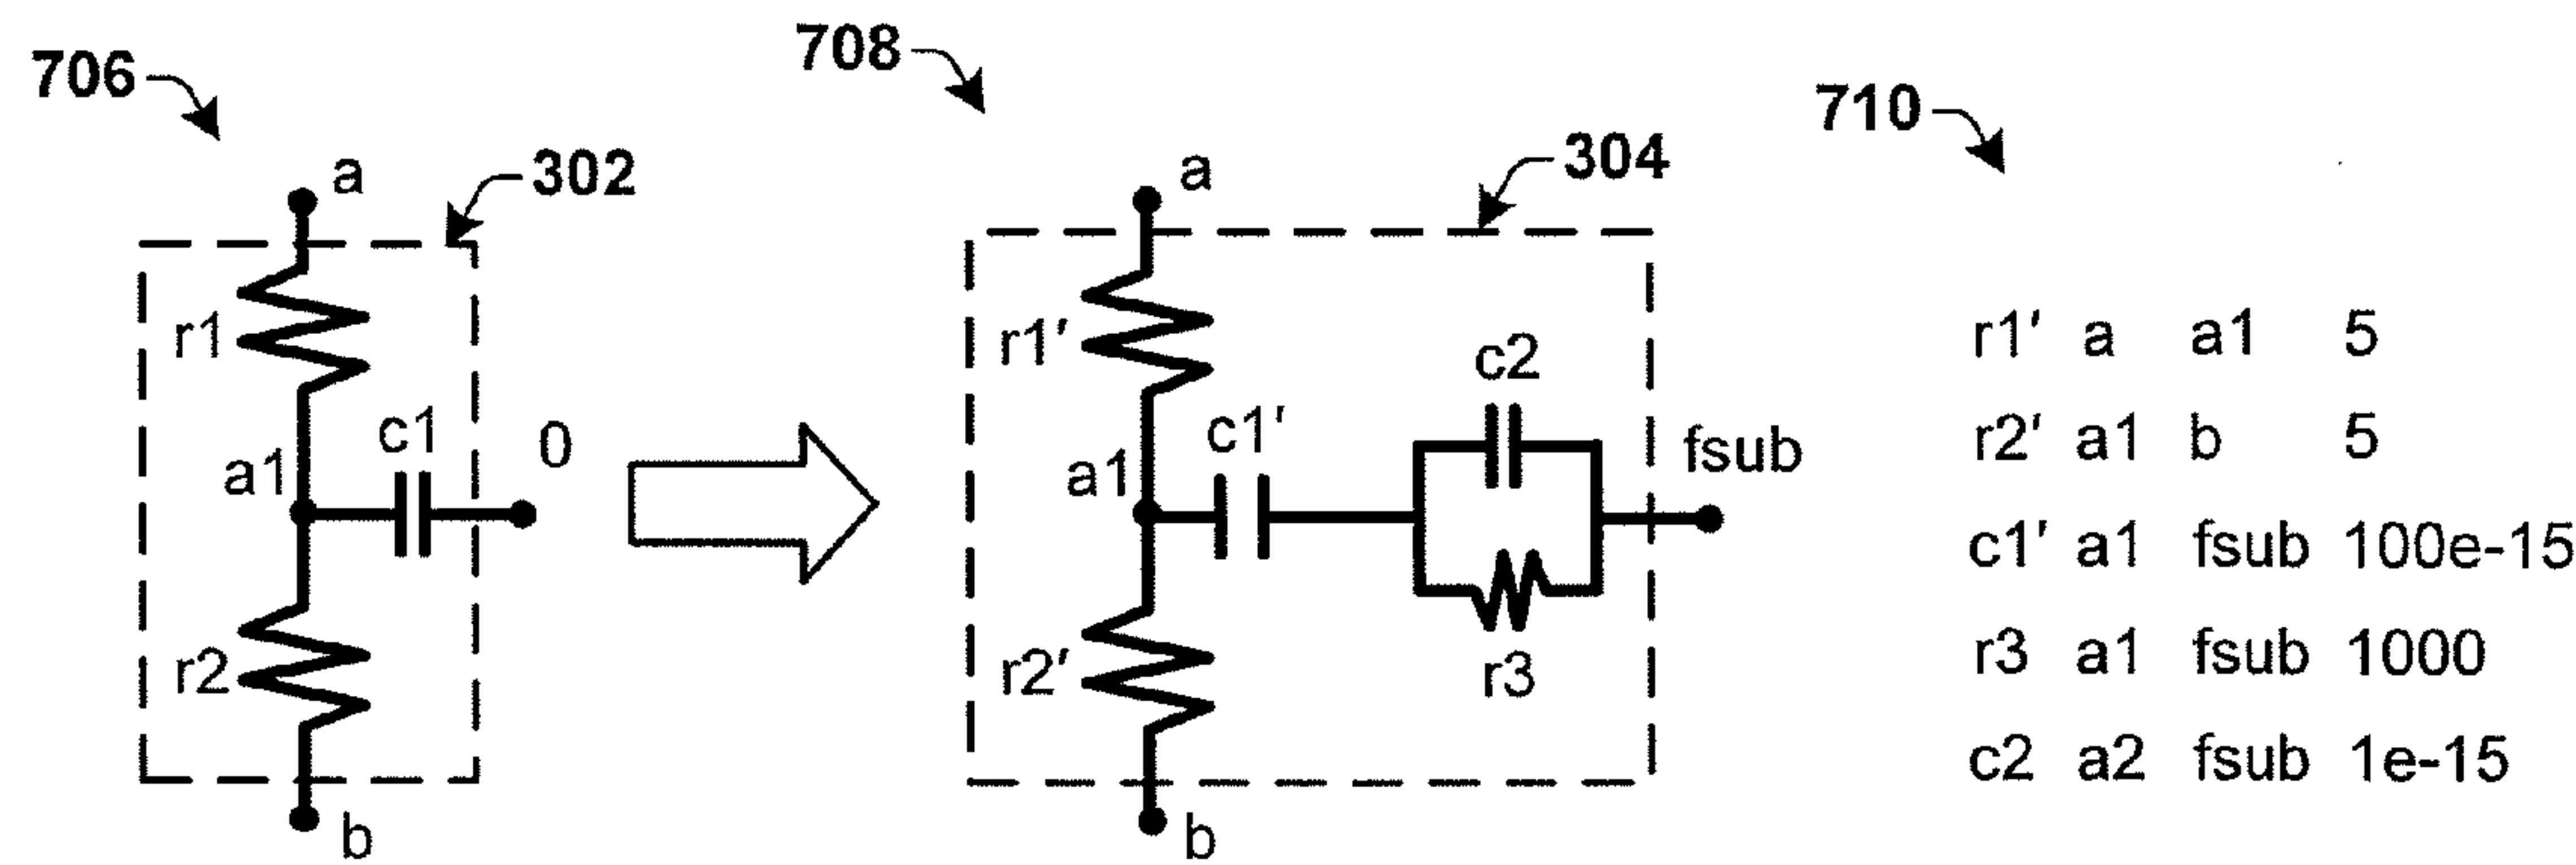 706
302
a
r1
a1
c1
0
r2
b
708
304
a
r1'
a1
c1'
c2
fsub
r3
r2'
b
710
r1' a a1 5
r2' a1 b 5
c1' a1 fsub 100e-15
r3 a1 fsub 1000
c2 a2 fsub 1e-15